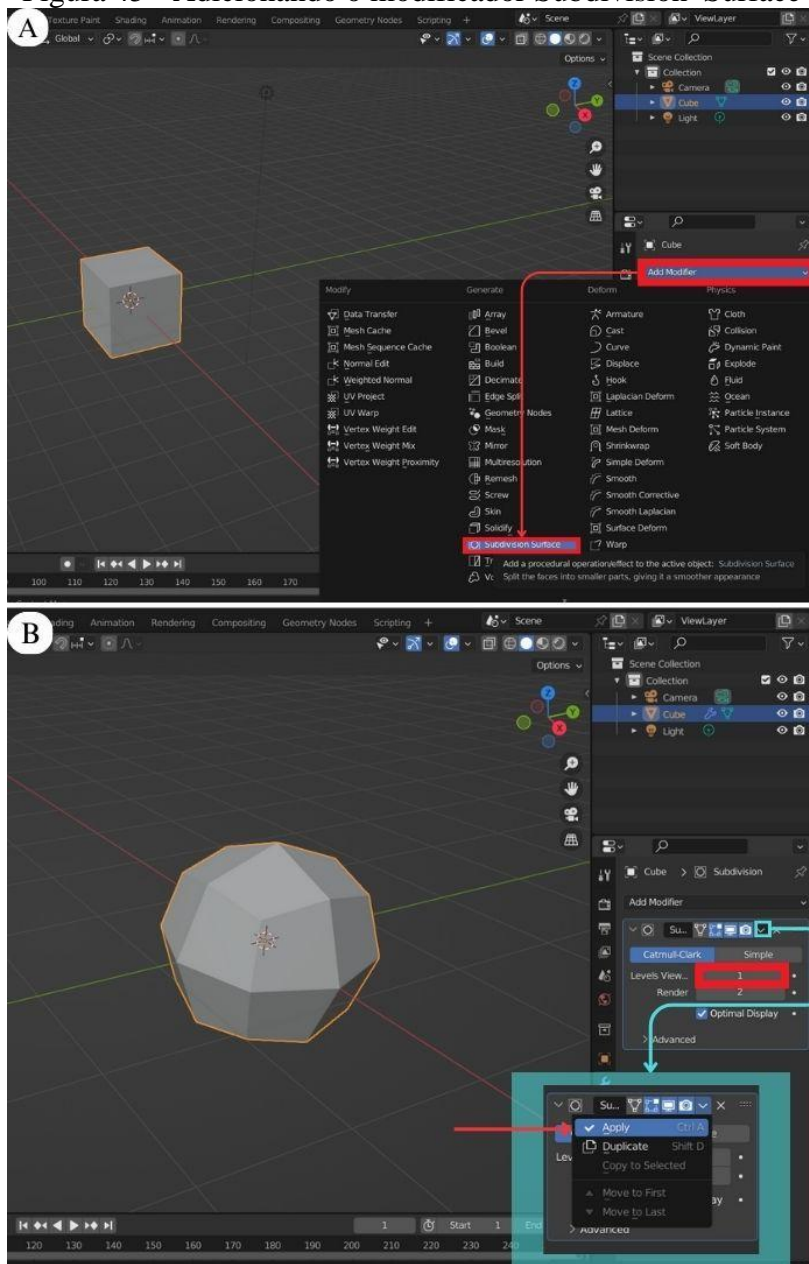 Figura 45 - Adicionando o modificador Subdivision Surface
A
Texture Paint Shading Animation Rendering Compositing Geometry Nodes Scripting + Scene ViewLayer
Global
Options
Scene Collection
Collection
Camera
Cube
Light
Z
Y
X
Cube
Add Modifier
Modify Generate Deform Physics
Data Transfer Array Armature Cloth
Mesh Cache Bevel Cast Collision
Mesh Sequence Cache Boolean Curve Dynamic Paint
Normal Edit Build Displace Explode
Weighted Normal Decimate Hook Fluid
UV Project Edge Split Laplacian Deform Ocean
UV Warp Geometry Nodes Lattice Particle Instance
Vertex Weight Edit Mask Mesh Deform Particle System
Vertex Weight Mix Mirror Shrinkwrap Soft Body
Vertex Weight Proximity Multiresolution Simple Deform
Remesh Smooth
Screw Smooth Corrective
Skin Smooth Laplacian
Solidify Surface Deform
Subdivision Surface Warp
Add a procedural operation/effect to the active object: Subdivision Surface
Split the faces into smaller parts, giving it a smoother appearance
100 110 120 130 140 150 160 170
B
Animation Rendering Compositing Geometry Nodes Scripting + Scene ViewLayer
Options
Scene Collection
Collection
Camera
Cube
Light
Z
Y
X
Cube > Subdivision
Add Modifier
Su...
Catmull-Clark Simple
Levels View... 1
Render 2
Optimal Display
Advanced
Su...
Apply Ctrl A
Duplicate Shift D
Copy to Selected
Move to First
Move to Last
Advanced
1 Start 1 End
120 130 140 150 160 170 180 190 200 210 220 230 240